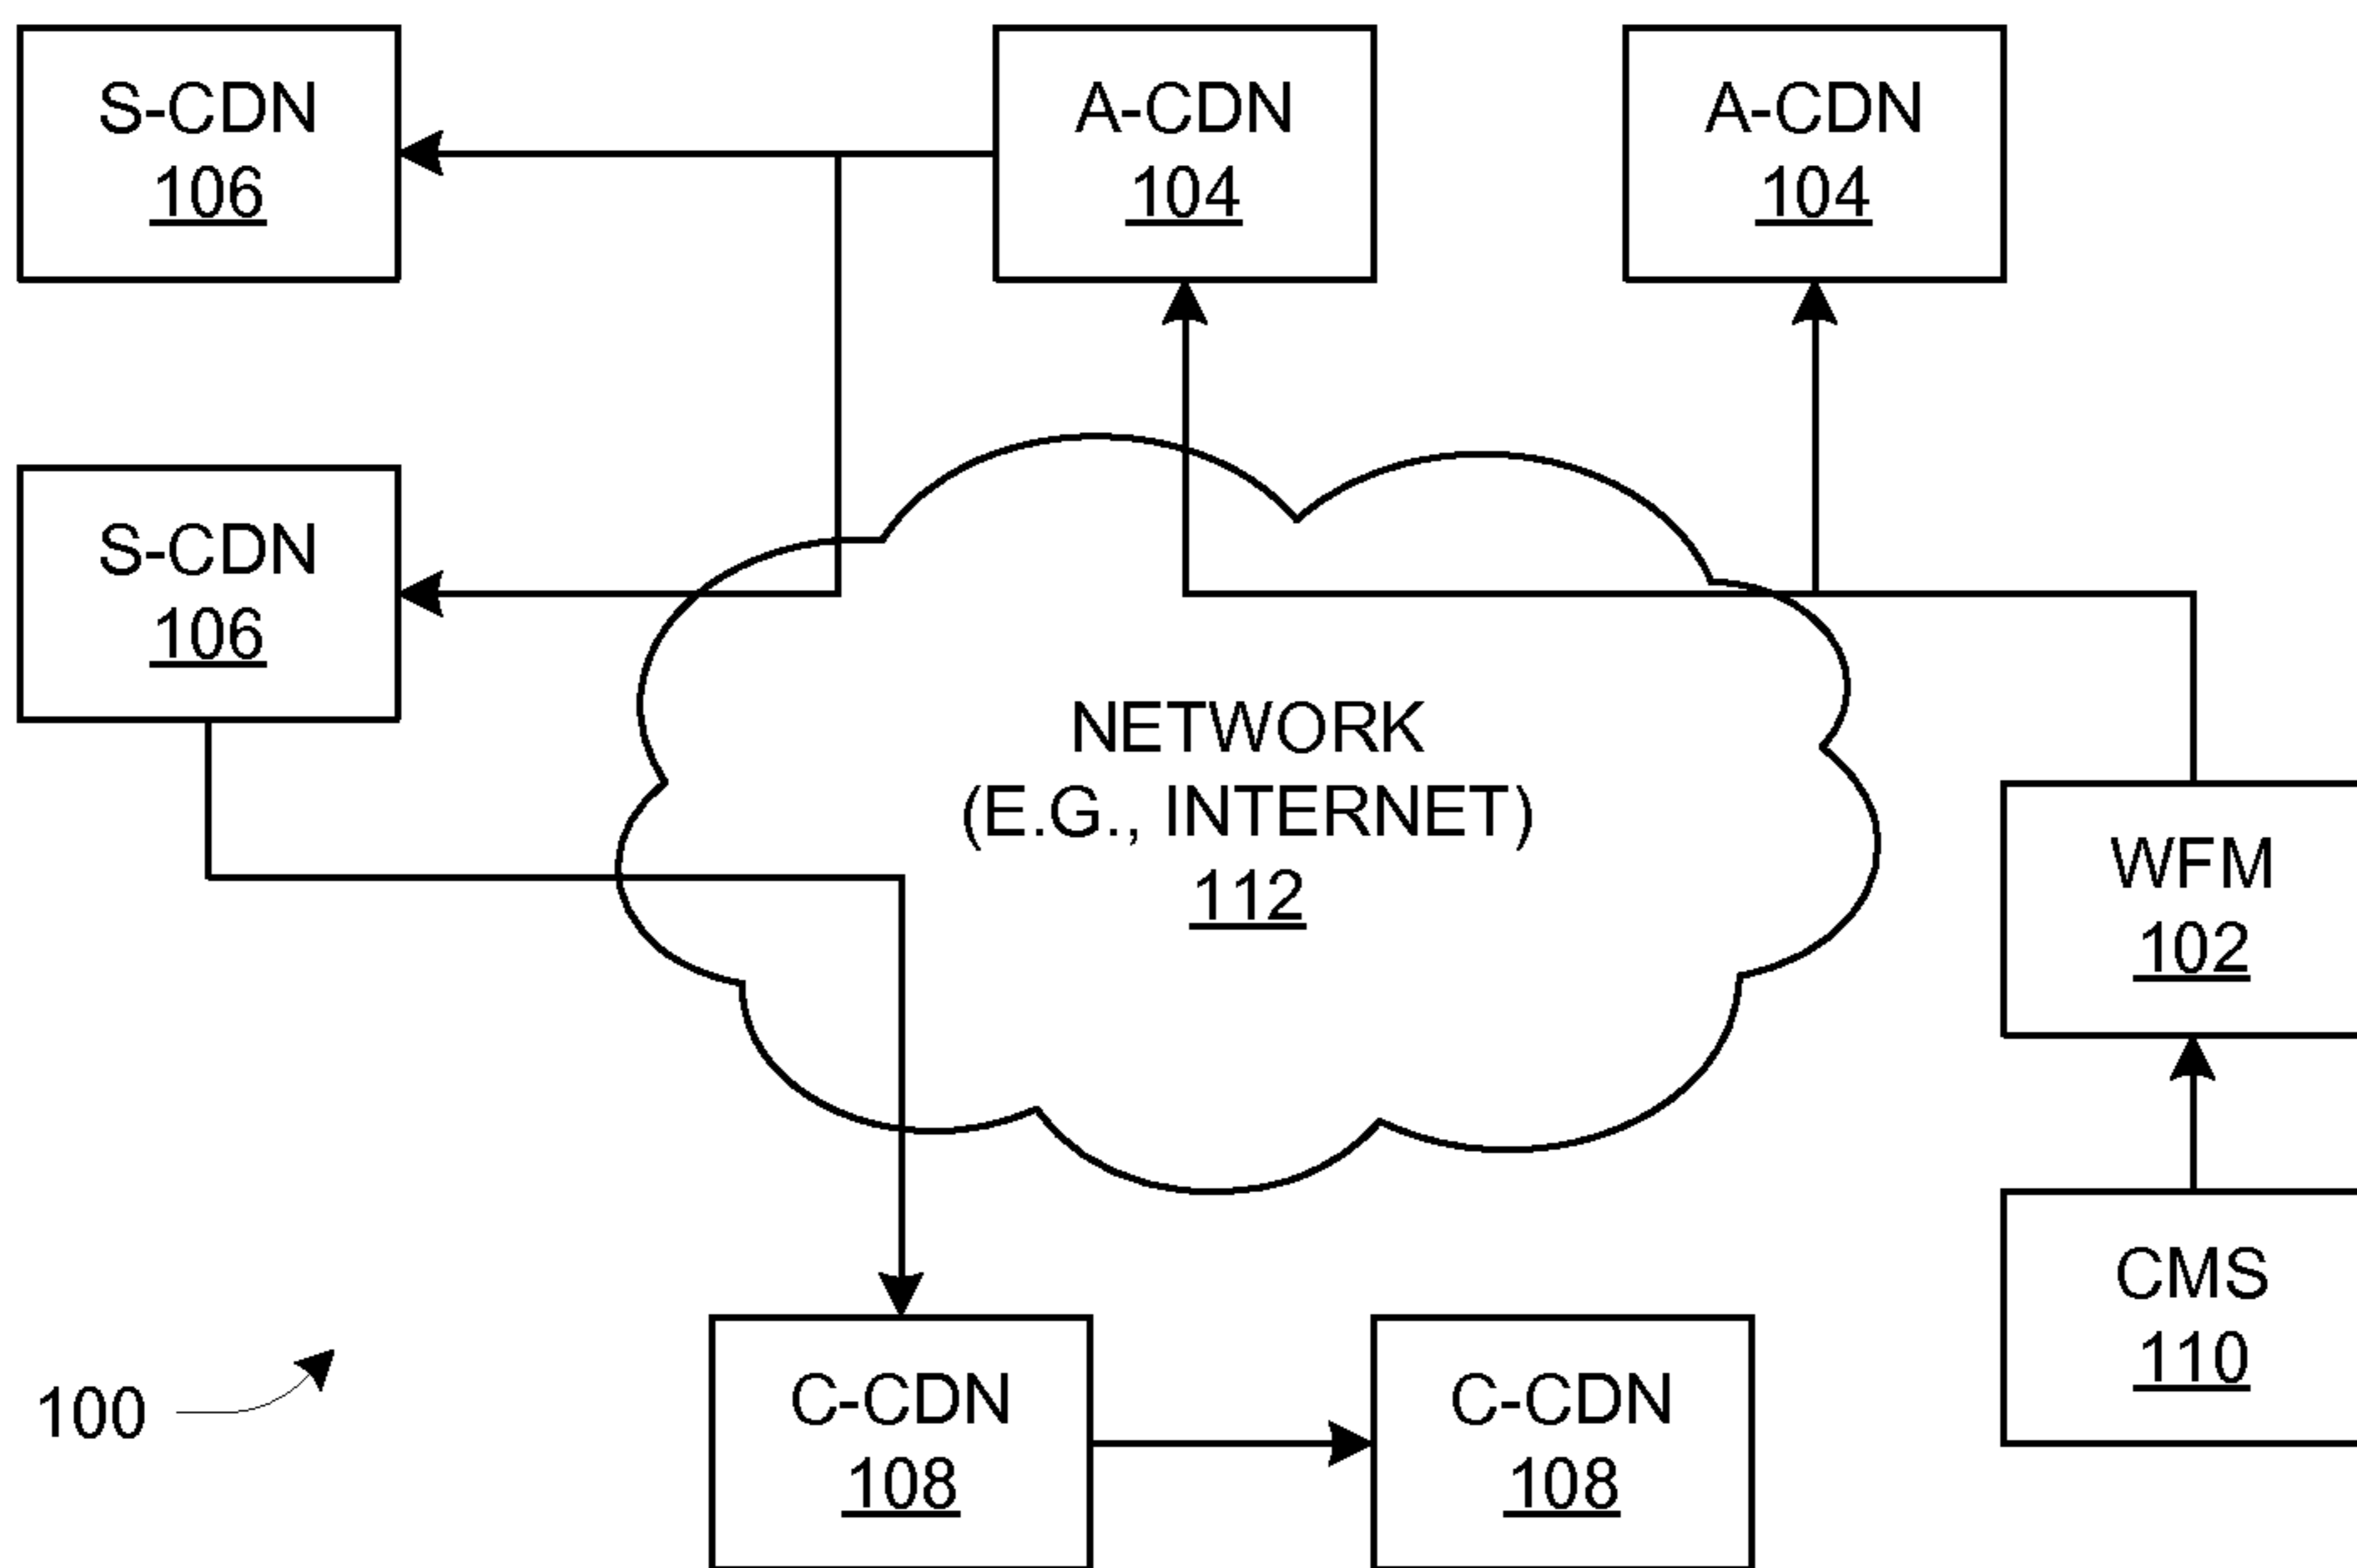 S-CDN
106
A-CDN
104
A-CDN
104
S-CDN
106
NETWORK
(E.G., INTERNET)
112
WFM
102
CMS
110
100
C-CDN
108
C-CDN
108